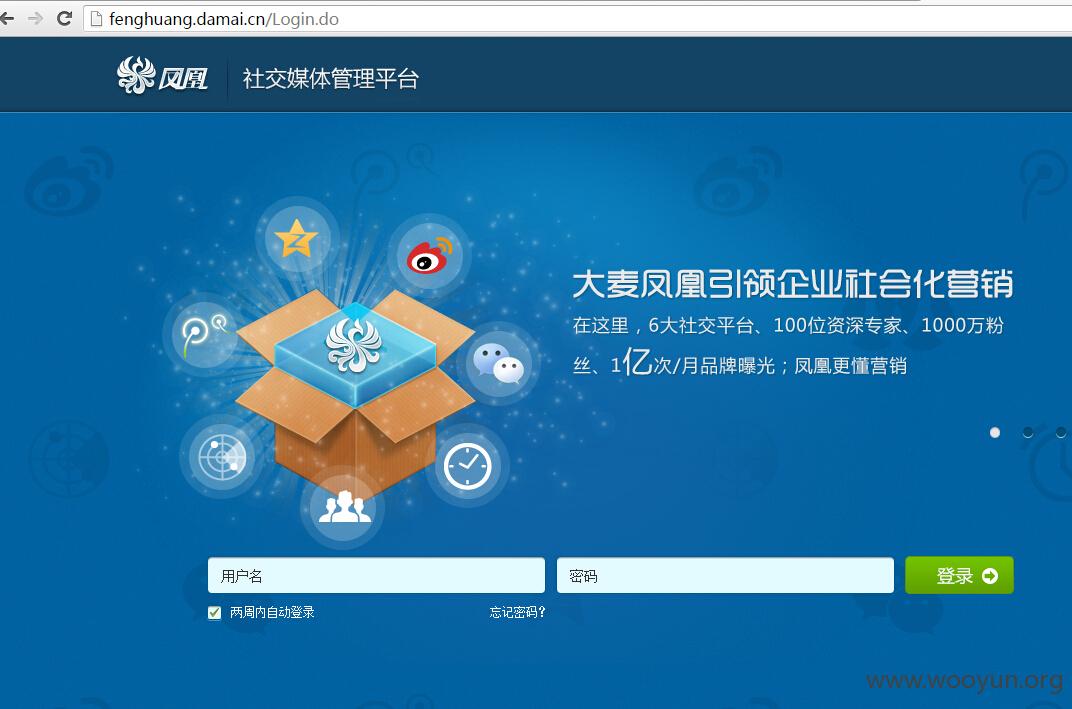 fenghuang.damai.cn/Login.do
凤凰 社交媒体管理平台
大麦凤凰引领企业社会化营销
在这里，6大社交平台、100位资深专家、1000万粉
丝、1亿次/月品牌曝光；凤凰更懂营销
用户名 密码 登录
两周内自动登录 忘记密码?
www.wooyun.org